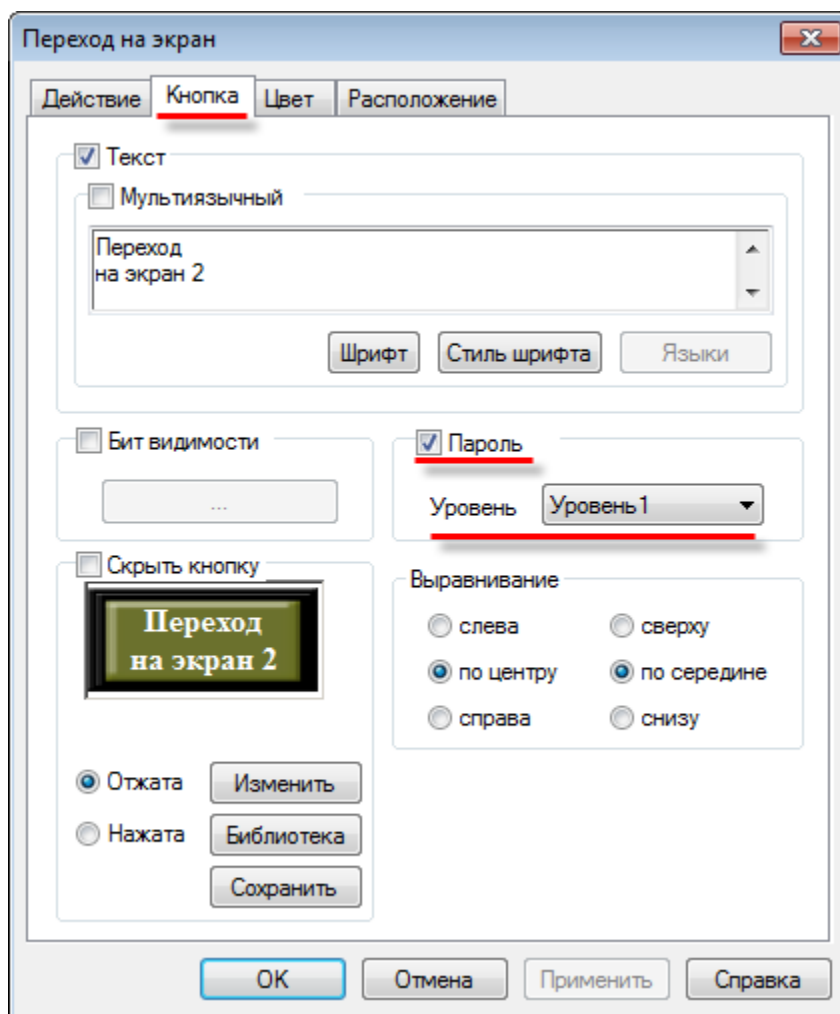 Переход на экран
Действие Кнопка Цвет Расположение
Текст
Мультиязычный
Переход
на экран 2
Шрифт Стиль шрифта Языки
Бит видимости Пароль
... Уровень Уровень1
Скрыть кнопку Выравнивание
Переход
на экран 2
слева сверху
по центру по середине
справа снизу
Отжата Изменить
Нажата Библиотека
Сохранить
OK Отмена Применить Справка